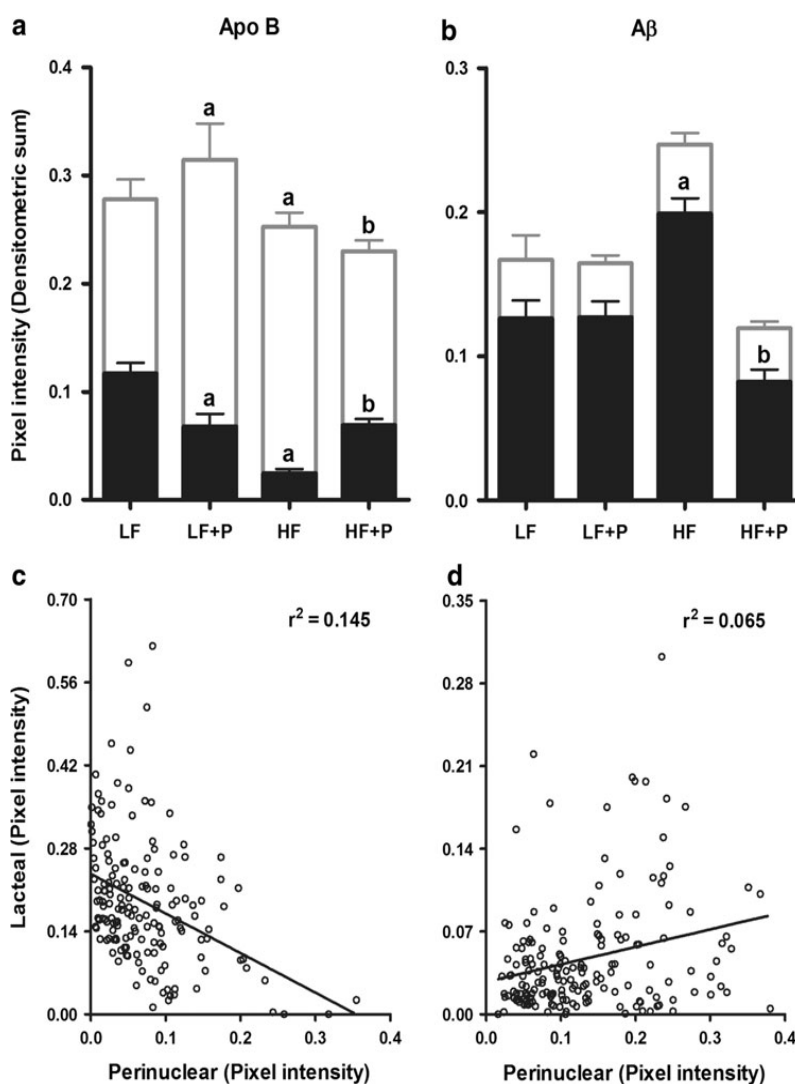 a
Apo B
Pixel intensity (Densitometric sum)
0.4
0.3
0.2
0.1
0.0
a
a
b
a
a
b
LF
LF+P
HF
HF+P
b
Aβ
0.3
0.2
0.1
0.0
a
b
LF
LF+P
HF
HF+P
c
Lacteal (Pixel intensity)
0.70
0.56
0.42
0.28
0.14
0.00
r² = 0.145
0.0
0.1
0.2
0.3
0.4
Perinuclear (Pixel intensity)
d
0.35
0.28
0.21
0.14
0.07
0.00
r² = 0.065
0.0
0.1
0.2
0.3
0.4
Perinuclear (Pixel intensity)